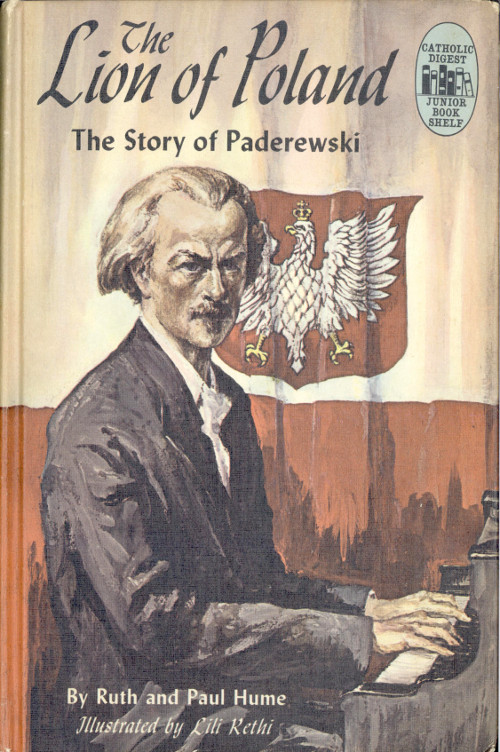 The
Lion of Poland
The Story of Paderewski
CATHOLIC
DIGEST
JUNIOR
BOOK
SHELF
By Ruth and Paul Hume
Illustrated by Lili Rethi